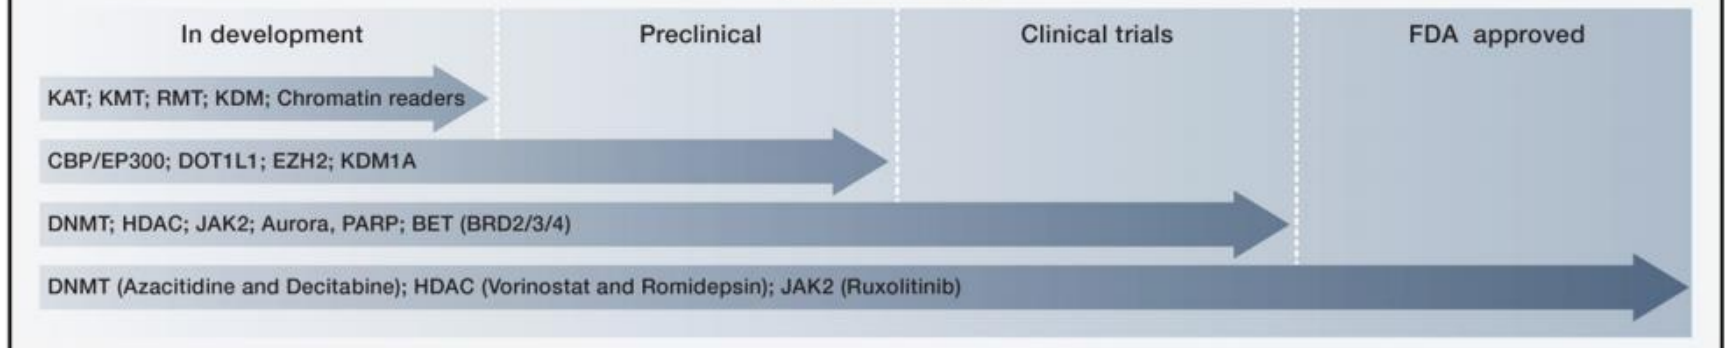 In development Preclinical Clinical trials FDA approved
KAT; KMT; RMT; KDM; Chromatin readers
CBP/EP300; DOT1L1; EZH2; KDM1A
DNMT; HDAC; JAK2; Aurora, PARP; BET (BRD2/3/4)
DNMT (Azacitidine and Decitabine); HDAC (Vorinostat and Romidepsin); JAK2 (Ruxolitinib)